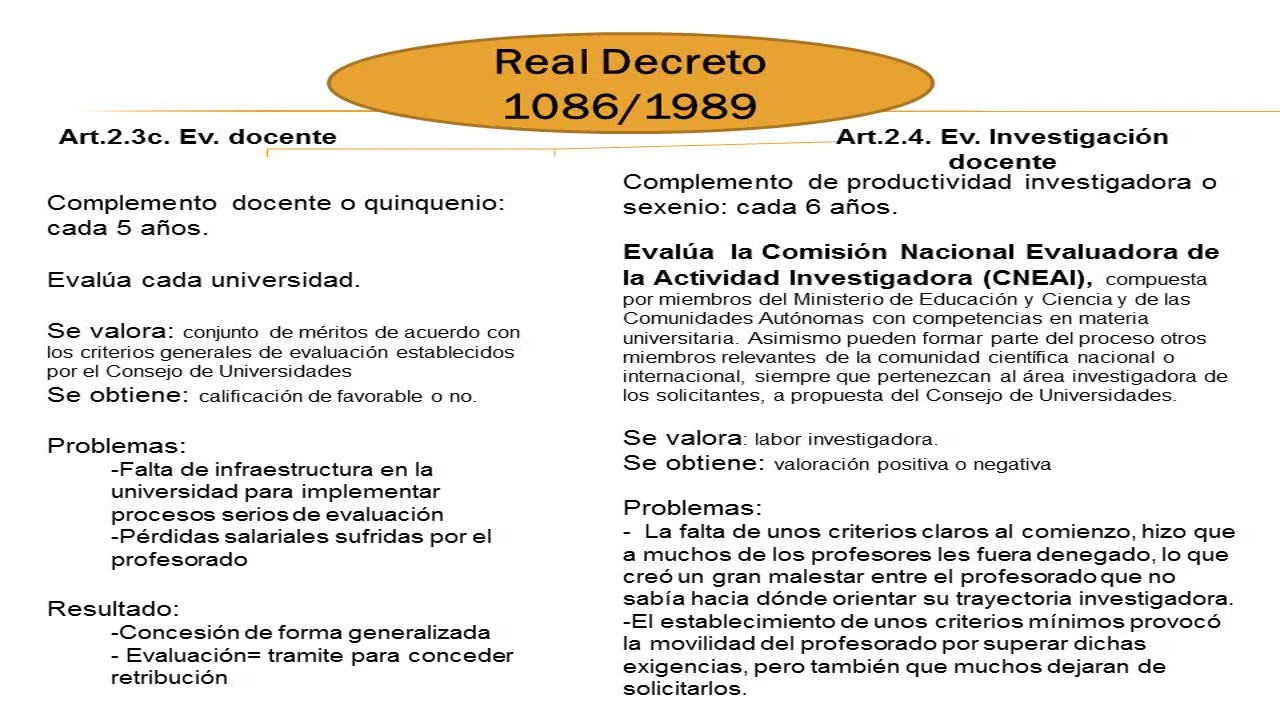 Real Decreto
1086/1989
Art.2.3c. Ev. docente
Complemento docente o quinquenio:
cada 5 años.
Evalúa cada universidad.
Se valora: conjunto de méritos de acuerdo con
los criterios generales de evaluación establecidos
por el Consejo de Universidades
Se obtiene: calificación de favorable o no.
Problemas:
-Falta de infraestructura en la
universidad para implementar
procesos serios de evaluación
-Pérdidas salariales sufridas por el
profesorado
Resultado:
-Concesión de forma generalizada
- Evaluación= tramite para conceder
retribución
Art.2.4. Ev. Investigación
docente
Complemento de productividad investigadora o
sexenio: cada 6 años.
Evalúa la Comisión Nacional Evaluadora de
la Actividad Investigadora (CNEAI), compuesta
por miembros del Ministerio de Educación y Ciencia y de las
Comunidades Autónomas con competencias en materia
universitaria. Asimismo pueden formar parte del proceso otros
miembros relevantes de la comunidad científica nacional o
internacional, siempre que pertenezcan al área investigadora de
los solicitantes, a propuesta del Consejo de Universidades.
Se valora: labor investigadora.
Se obtiene: valoración positiva o negativa
Problemas:
- La falta de unos criterios claros al comienzo, hizo que
a muchos de los profesores les fuera denegado, lo que
creó un gran malestar entre el profesorado que no
sabía hacia dónde orientar su trayectoria investigadora.
-El establecimiento de unos criterios mínimos provocó
la movilidad del profesorado por superar dichas
exigencias, pero también que muchos dejaran de
solicitarlos.